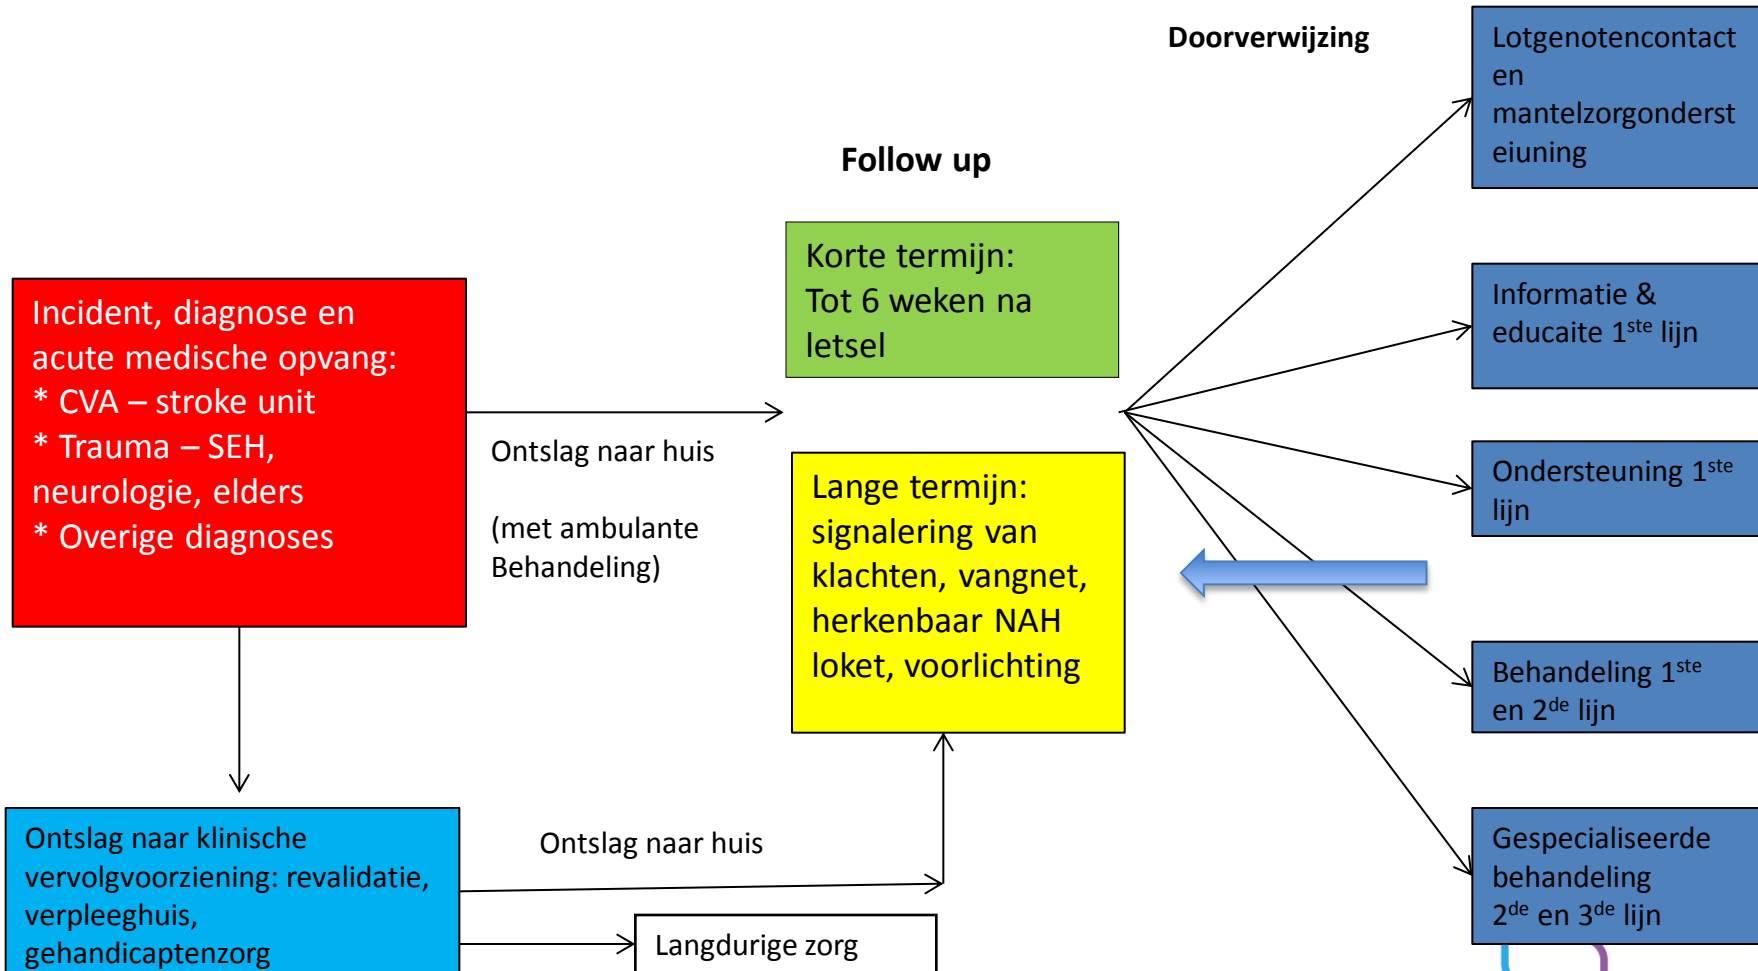 Doorverwijzing
Follow up
Incident, diagnose en
acute medische opvang:
* CVA – stroke unit
* Trauma – SEH,
neurologie, elders
* Overige diagnoses
Ontslag naar huis
(met ambulante
Behandeling)
Korte termijn:
Tot 6 weken na
letsel
Lange termijn:
signalering van
klachten, vangnet,
herkenbaar NAH
loket, voorlichting
Ontslag naar klinische
vervolgvoorziening: revalidatie,
verpleeghuis,
gehandicaptenzorg
Ontslag naar huis
Langdurige zorg
Lotgenotencontact
en
mantelzorgonderst
eiuning
Informatie &
educaite 1ste lijn
Ondersteuning 1ste
lijn
Behandeling 1ste
en 2de lijn
Gespecialiseerde
behandeling
2de en 3de lijn